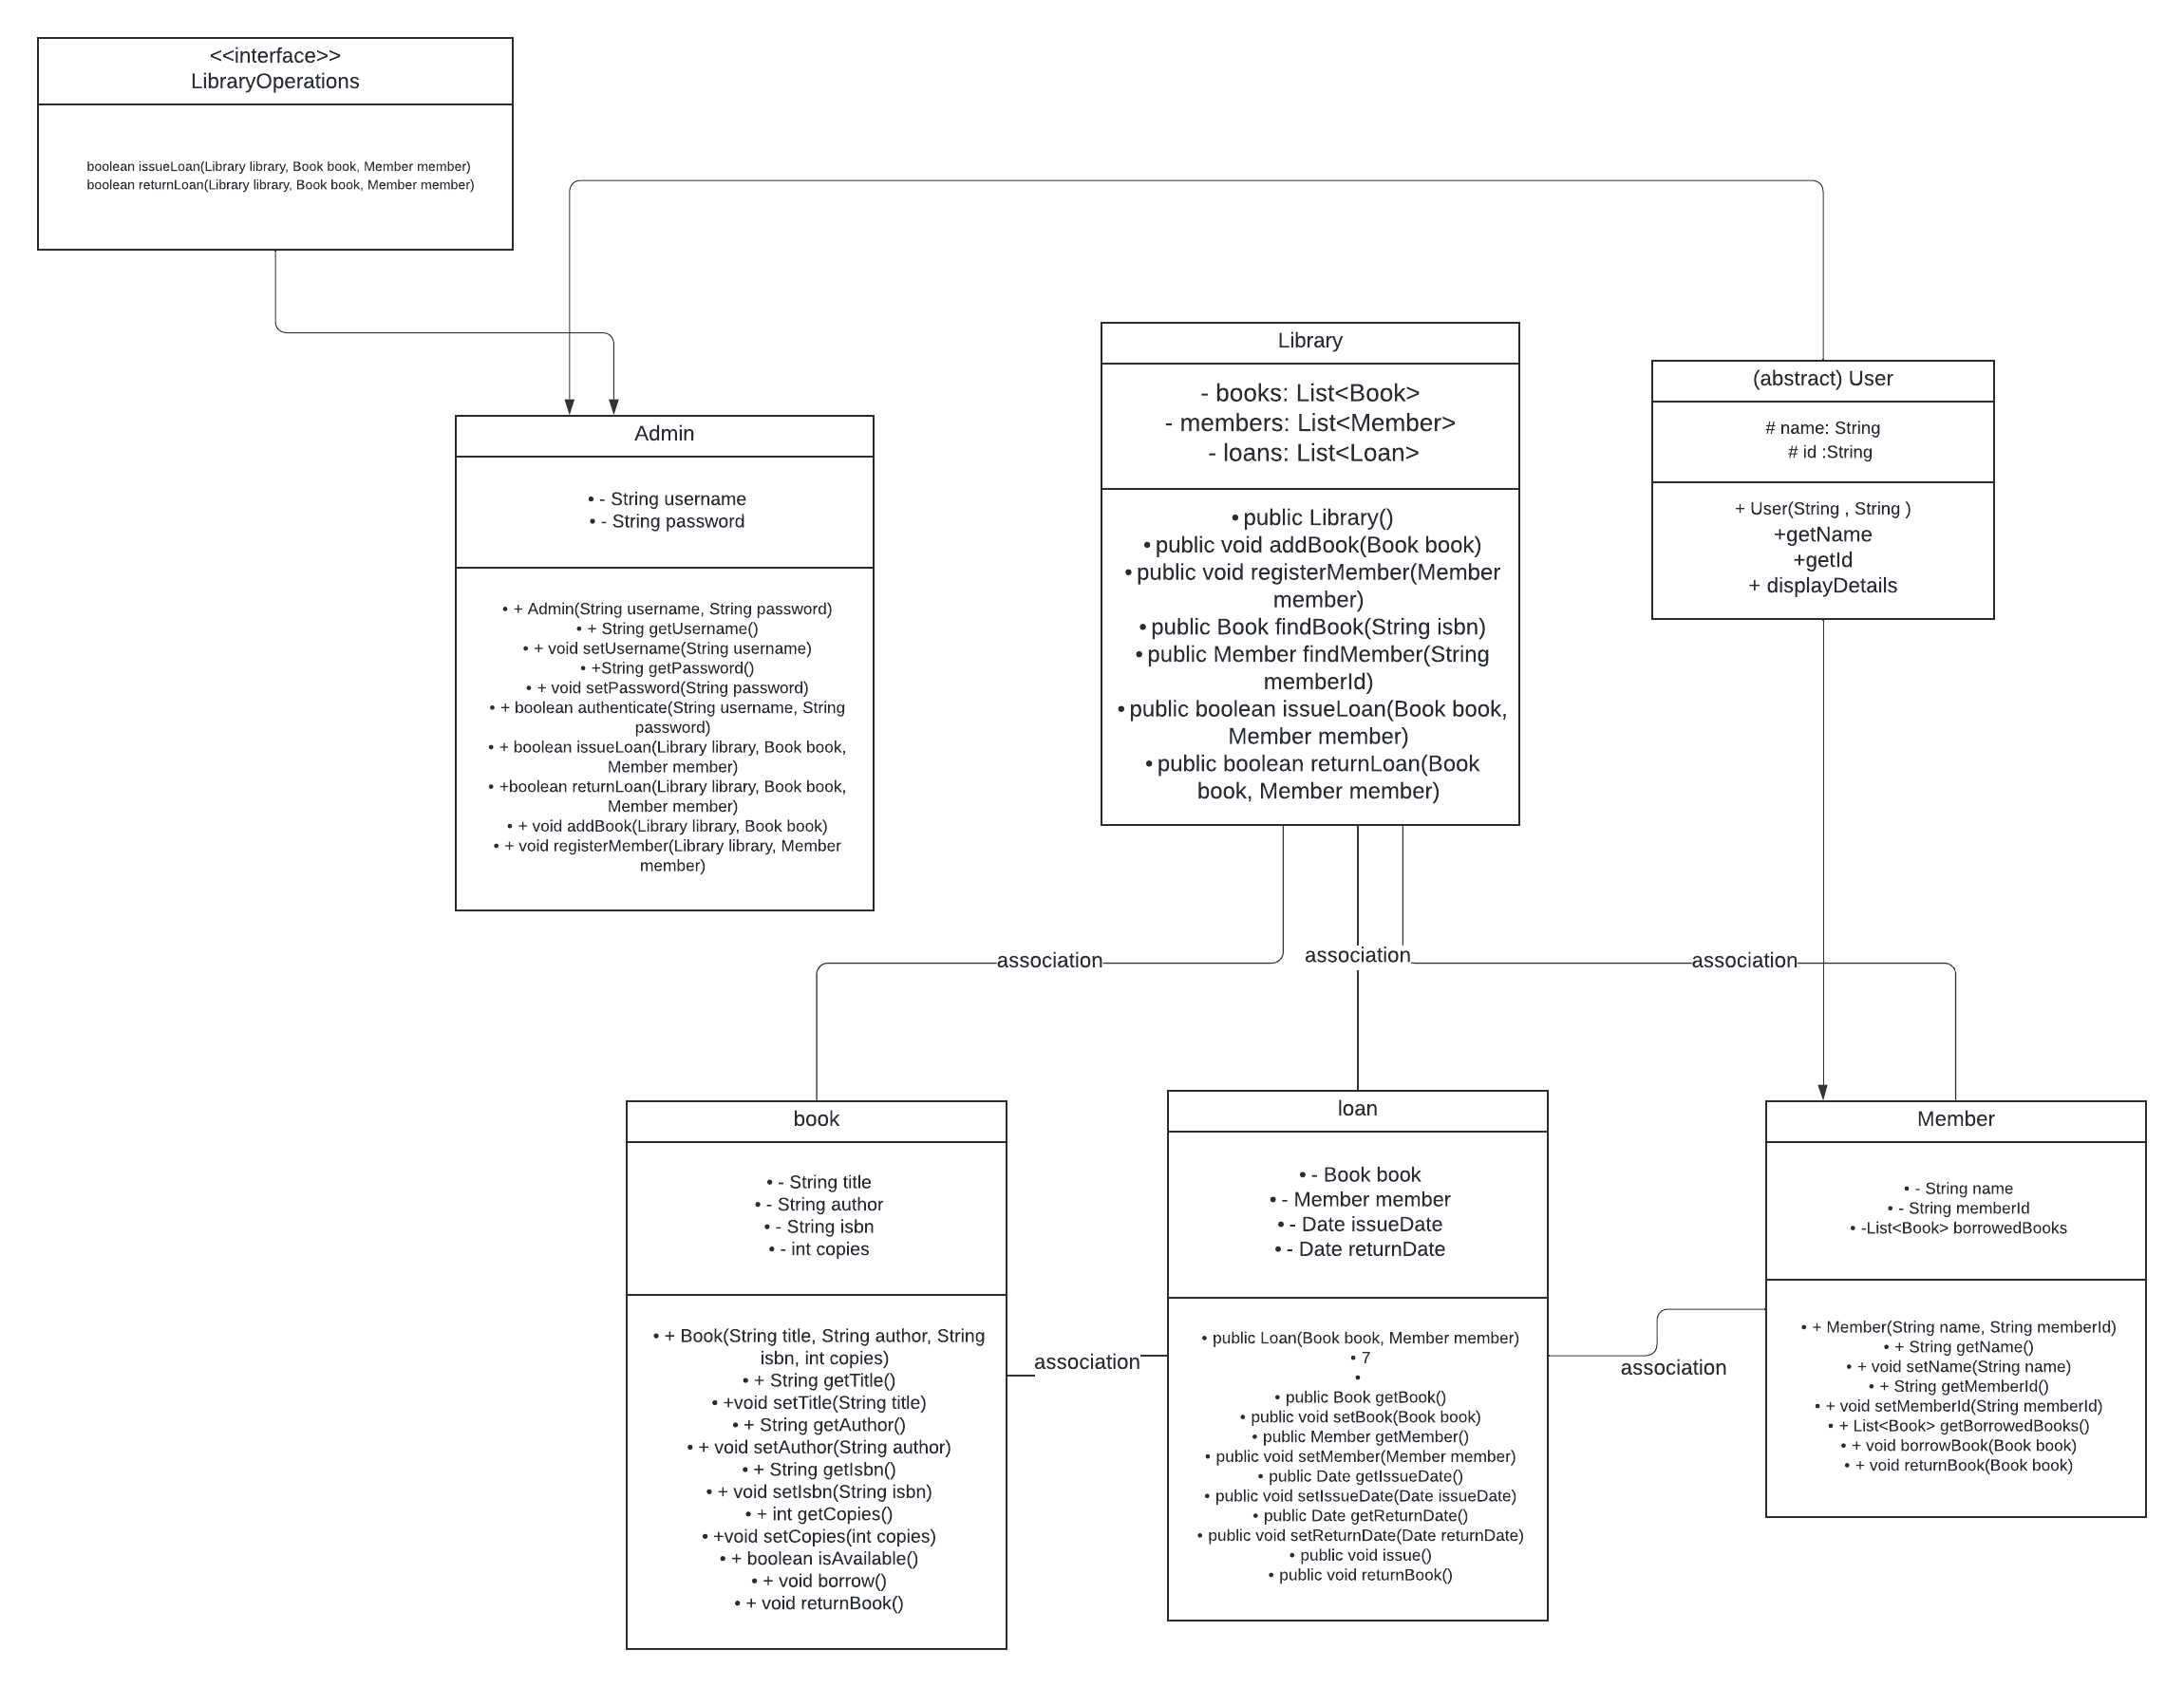 <<interface>>
LibraryOperations
boolean issueLoan(Library library, Book book, Member member)
boolean returnLoan(Library library, Book book, Member member)
Admin
• - String username
• - String password
• + Admin(String username, String password)
• + String getUsername()
• + void setUsername(String username)
• +String getPassword()
• + void setPassword(String password)
• + boolean authenticate(String username, String
password)
• + boolean issueLoan(Library library, Book book,
Member member)
• +boolean returnLoan(Library library, Book book,
Member member)
• + void addBook(Library library, Book book)
• + void registerMember(Library library, Member
member)
Library
- books: List<Book>
- members: List<Member>
- loans: List<Loan>
• public Library()
• public void addBook(Book book)
• public void registerMember(Member
member)
• public Book findBook(String isbn)
• public Member findMember(String
memberId)
• public boolean issueLoan(Book book,
Member member)
• public boolean returnLoan(Book
book, Member member)
(abstract) User
# name: String
# id :String
+ User(String , String )
+getName
+getId
+ displayDetails
association
association
association
book
• - String title
• - String author
• - String isbn
• - int copies
• + Book(String title, String author, String
isbn, int copies)
• + String getTitle()
• +void setTitle(String title)
• + String getAuthor()
• + void setAuthor(String author)
• + String getIsbn()
• + void setIsbn(String isbn)
• + int getCopies()
• +void setCopies(int copies)
• + boolean isAvailable()
• + void borrow()
• + void returnBook()
association
loan
• - Book book
• - Member member
• - Date issueDate
• - Date returnDate
• public Loan(Book book, Member member)
• 7
•
• public Book getBook()
• public void setBook(Book book)
• public Member getMember()
• public void setMember(Member member)
• public Date getIssueDate()
• public void setIssueDate(Date issueDate)
• public Date getReturnDate()
• public void setReturnDate(Date returnDate)
• public void issue()
• public void returnBook()
association
Member
• - String name
• - String memberId
• -List<Book> borrowedBooks
• + Member(String name, String memberId)
• + String getName()
• + void setName(String name)
• + String getMemberId()
• + void setMemberId(String memberId)
• + List<Book> getBorrowedBooks()
• + void borrowBook(Book book)
• + void returnBook(Book book)